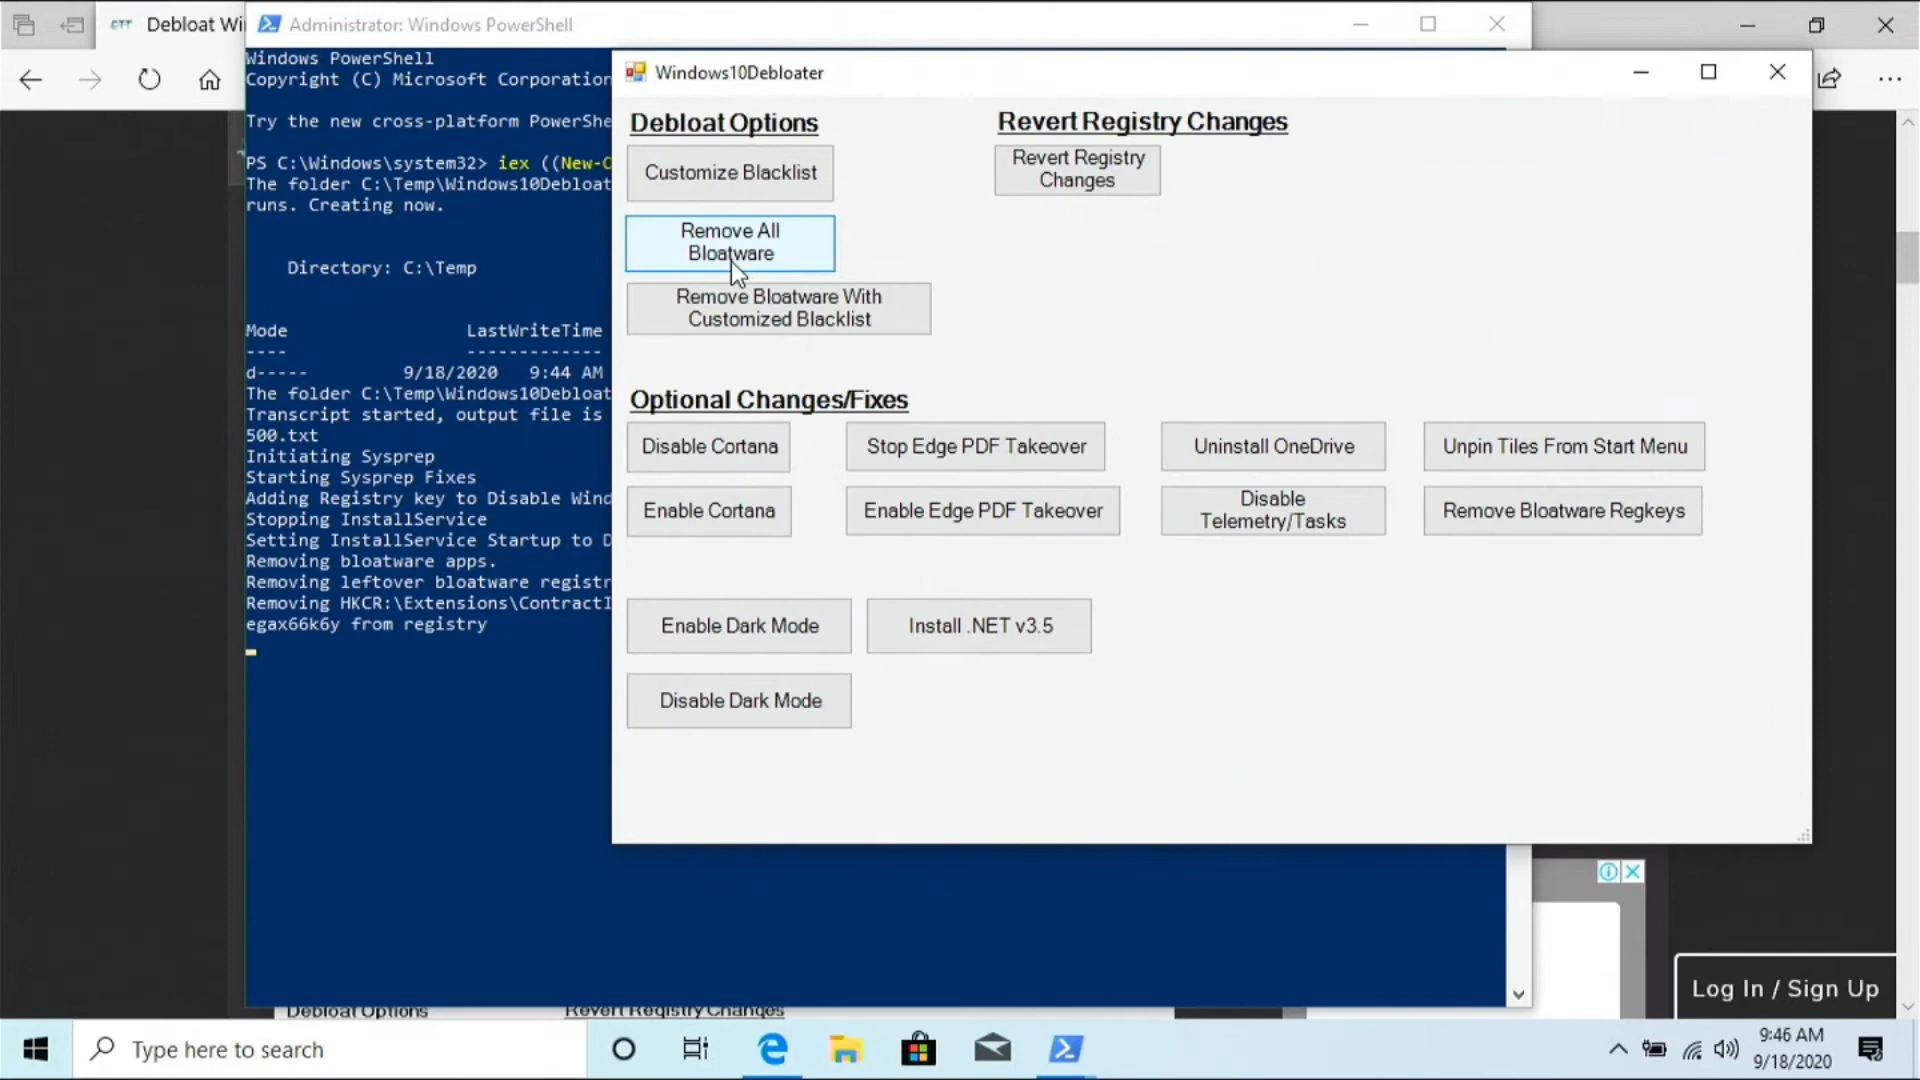 Debloat Wi
Administrator: Windows PowerShell
Windows PowerShell
Copyright (C) Microsoft Corporation
Try the new cross-platform PowerShe
PS C:\Windows\system32> iex ((New-
The folder C:\Temp\Windows10Debloat
runs. Creating now.
Directory: C:\Temp
Mode LastWriteTime
---- -------------
d----- 9/18/2020 9:44 AM
The folder C:\Temp\Windows10Debloat
Transcript started, output file is
500.txt
Initiating Sysprep
Starting Sysprep Fixes
Adding Registry key to Disable Wind
Stopping InstallService
Setting InstallService Startup to D
Removing bloatware apps.
Removing leftover bloatware registr
Removing HKCR:\Extensions\ContractI
egax66k6y from registry
Windows10Debloater
Debloat Options
Customize Blacklist
Remove All
Bloatware
Remove Bloatware With
Customized Blacklist
Revert Registry Changes
Revert Registry
Changes
Optional Changes/Fixes
Disable Cortana
Stop Edge PDF Takeover
Uninstall OneDrive
Unpin Tiles From Start Menu
Enable Cortana
Enable Edge PDF Takeover
Disable
Telemetry/Tasks
Remove Bloatware Regkeys
Enable Dark Mode
Install .NET v3.5
Disable Dark Mode
Debloat Options
Revert Registry Changes
Log In / Sign Up
Type here to search
9:46 AM
9/18/2020